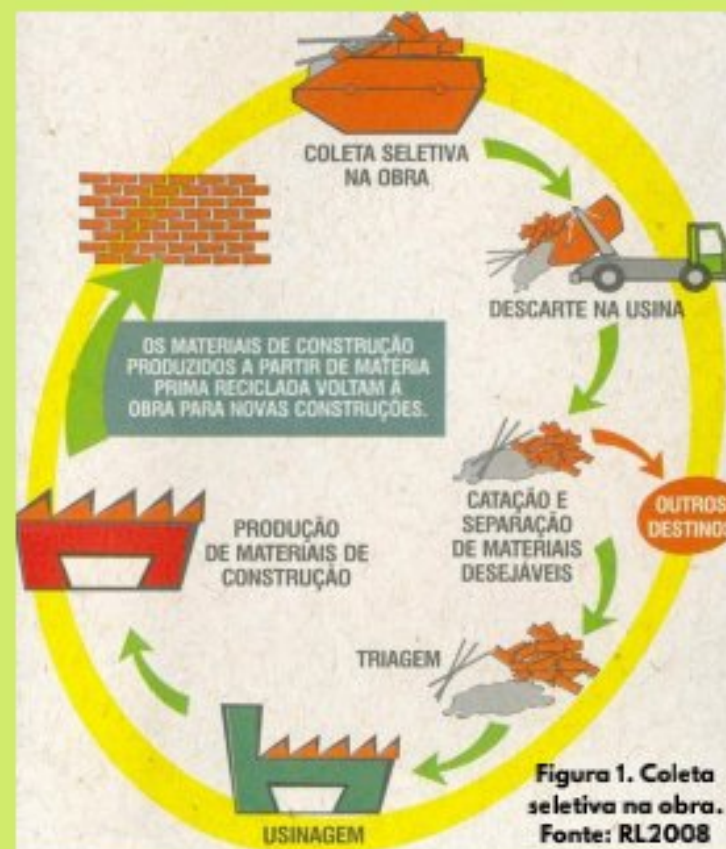 COLETA SELETIVA
NA OBRA
DESCARTE NA USINA
OS MATERIAIS DE CONSTRUÇÃO
PRODUZIDOS A PARTIR DE MATÉRIA
PRIMA RECICLADA VOLTAM À
OBRA PARA NOVAS CONSTRUÇÕES.
CATAÇÃO E
SEPARAÇÃO
DE MATERIAIS
DESEJÁVEIS
OUTROS
DESTINOS
PRODUÇÃO
DE MATERIAIS DE
CONSTRUÇÃO
TRIAGEM
USINAGEM
Figura 1. Coleta
seletiva na obra.
Fonte: RL2008